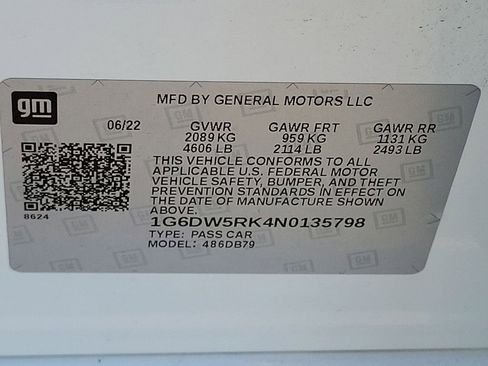 gm
MFD BY GENERAL MOTORS LLC
06/22 GVWR GAWR FRT GAWR RR
2089 KG 959 KG 1131 KG
4606 LB 2114 LB 2493 LB
THIS VEHICLE CONFORMS TO ALL
APPLICABLE U.S. FEDERAL MOTOR
VEHICLE SAFETY, BUMPER, AND THEFT
PREVENTION STANDARDS IN EFFECT ON
THE DATE OF MANUFACTURE SHOWN
ABOVE.
8624
1G6DW5RK4N0135798
TYPE: PASS CAR
MODEL: 486DB79